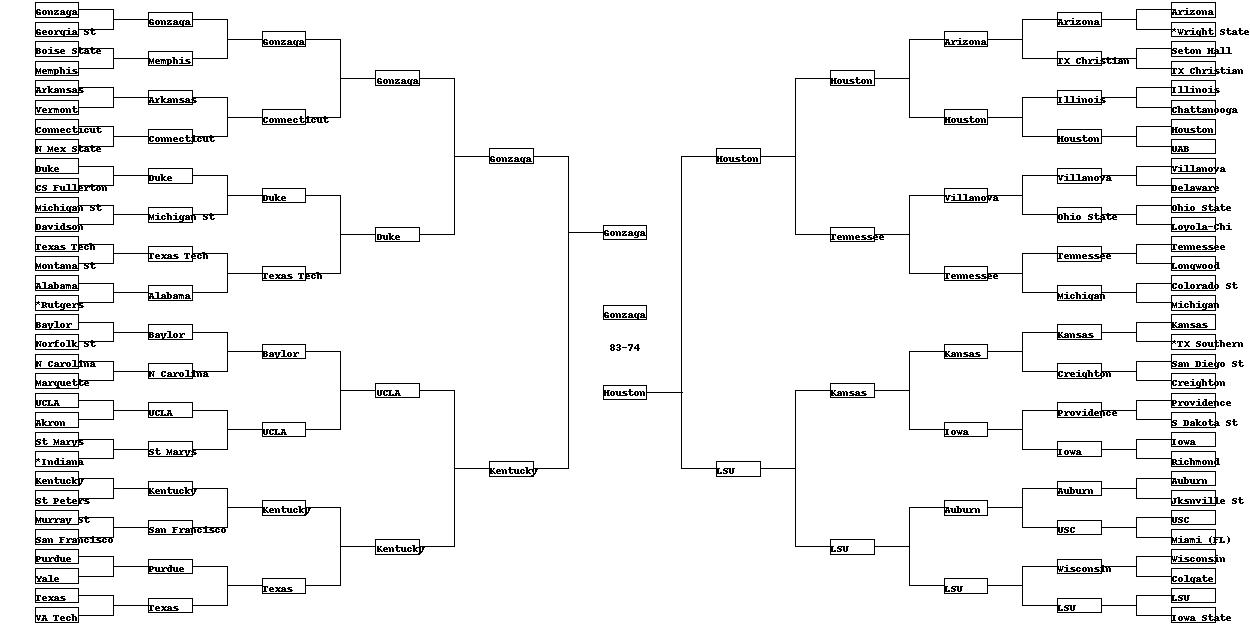 Gonzaga
Georgia St
Boise State
Memphis
Arkansas
Vermont
Connecticut
N Mex State
Duke
CS Fullerton
Michigan St
Davidson
Texas Tech
Montana St
Alabama
*Rutgers
Baylor
Norfolk St
N Carolina
Marquette
UCLA
Akron
St Marys
*Indiana
Kentucky
St Peters
Murray St
San Francisco
Purdue
Yale
Texas
VA Tech
Gonzaga
Memphis
Arkansas
Connecticut
Duke
Michigan St
Texas Tech
Alabama
Baylor
N Carolina
UCLA
St Marys
Kentucky
San Francisco
Purdue
Texas
Gonzaga
Connecticut
Duke
Texas Tech
Baylor
UCLA
Kentucky
Texas
Gonzaga
Duke
UCLA
Kentucky
Gonzaga
Kentucky
Gonzaga
Gonzaga
83-74
Houston
Houston
LSU
Houston
Tennessee
Kansas
LSU
Arizona
Houston
Villanova
Tennessee
Kansas
Iowa
Auburn
LSU
Arizona
TX Christian
Illinois
Houston
Villanova
Ohio State
Tennessee
Michigan
Kansas
Creighton
Providence
Iowa
Auburn
USC
Wisconsin
LSU
Arizona
*Wright State
Seton Hall
TX Christian
Illinois
Chattanooga
Houston
UAB
Villanova
Delaware
Ohio State
Loyola-Chi
Tennessee
Longwood
Colorado St
Michigan
Kansas
*TX Southern
San Diego St
Creighton
Providence
S Dakota St
Iowa
Richmond
Auburn
Jksnville St
USC
Miami (FL)
Wisconsin
Colgate
LSU
Iowa State